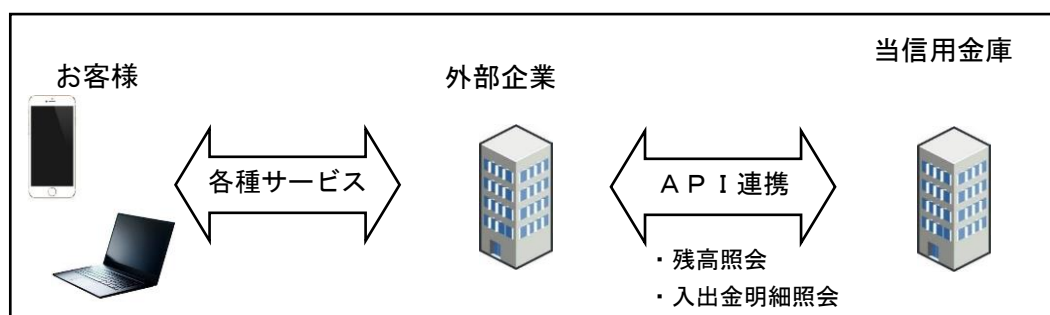 お客様
外部企業
当信用金庫
各種サービス
ＡＰＩ連携
・残高照会
・入出金明細照会